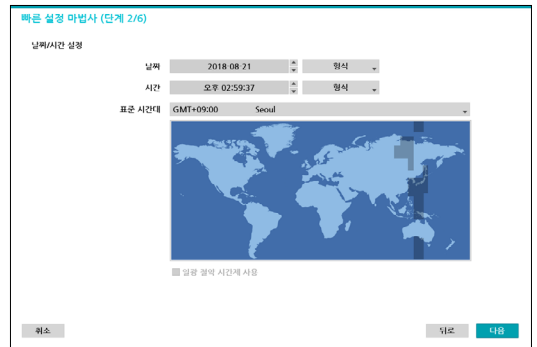 빠른 설정 마법사 (단계 2/6)
날짜/시간 설정
날짜 2018-08-21 형식
시간 오후 02:59:37 형식
표준 시간대 GMT+09:00 Seoul
일광 절약 시간제 사용
취소 뒤로 다음